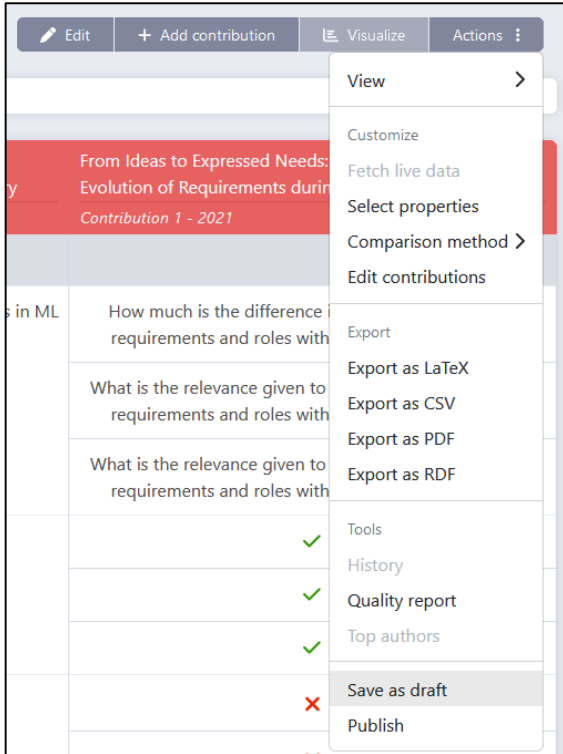 Edit
+ Add contribution
Visualize
Actions
View
y
From Ideas to Expressed Needs:
Evolution of Requirements durin
Contribution 1 - 2021
s in ML
How much is the difference i
requirements and roles with
What is the relevance given to
requirements and roles with
What is the relevance given to
requirements and roles with
Customize
Fetch live data
Select properties
Comparison method
Edit contributions
Export
Export as LaTeX
Export as CSV
Export as PDF
Export as RDF
Tools
History
Quality report
Top authors
Save as draft
Publish